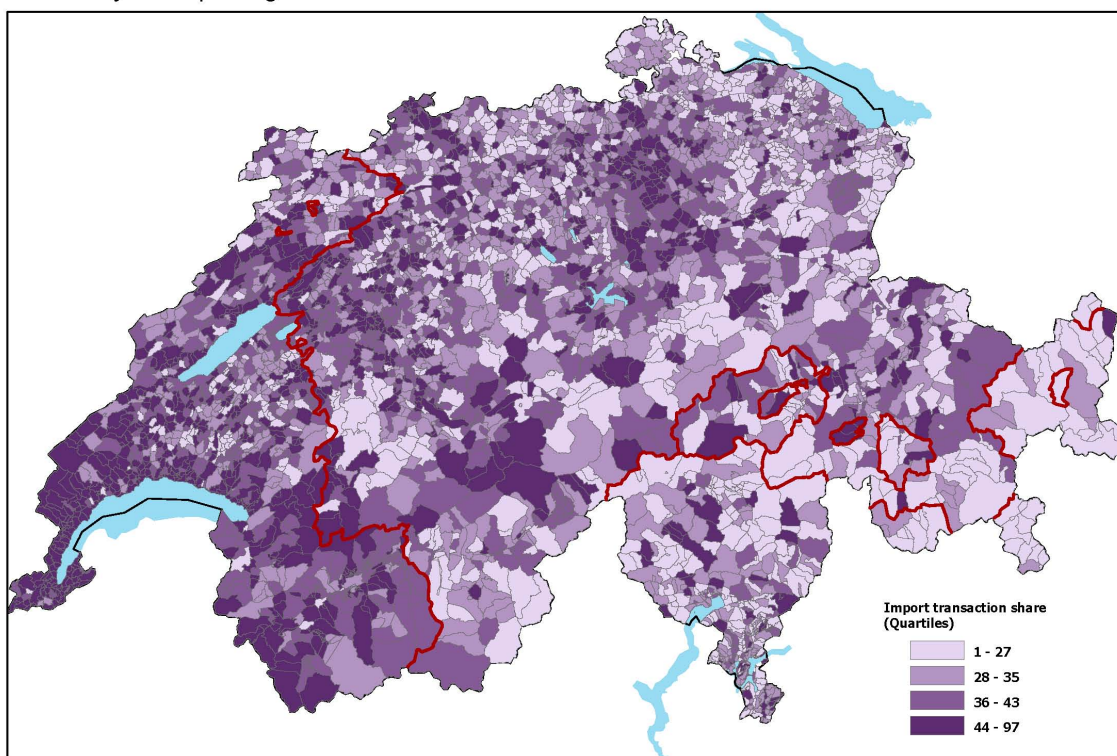 Import transaction share
(Quartiles)
1 - 27
28 - 35
36 - 43
44 - 97